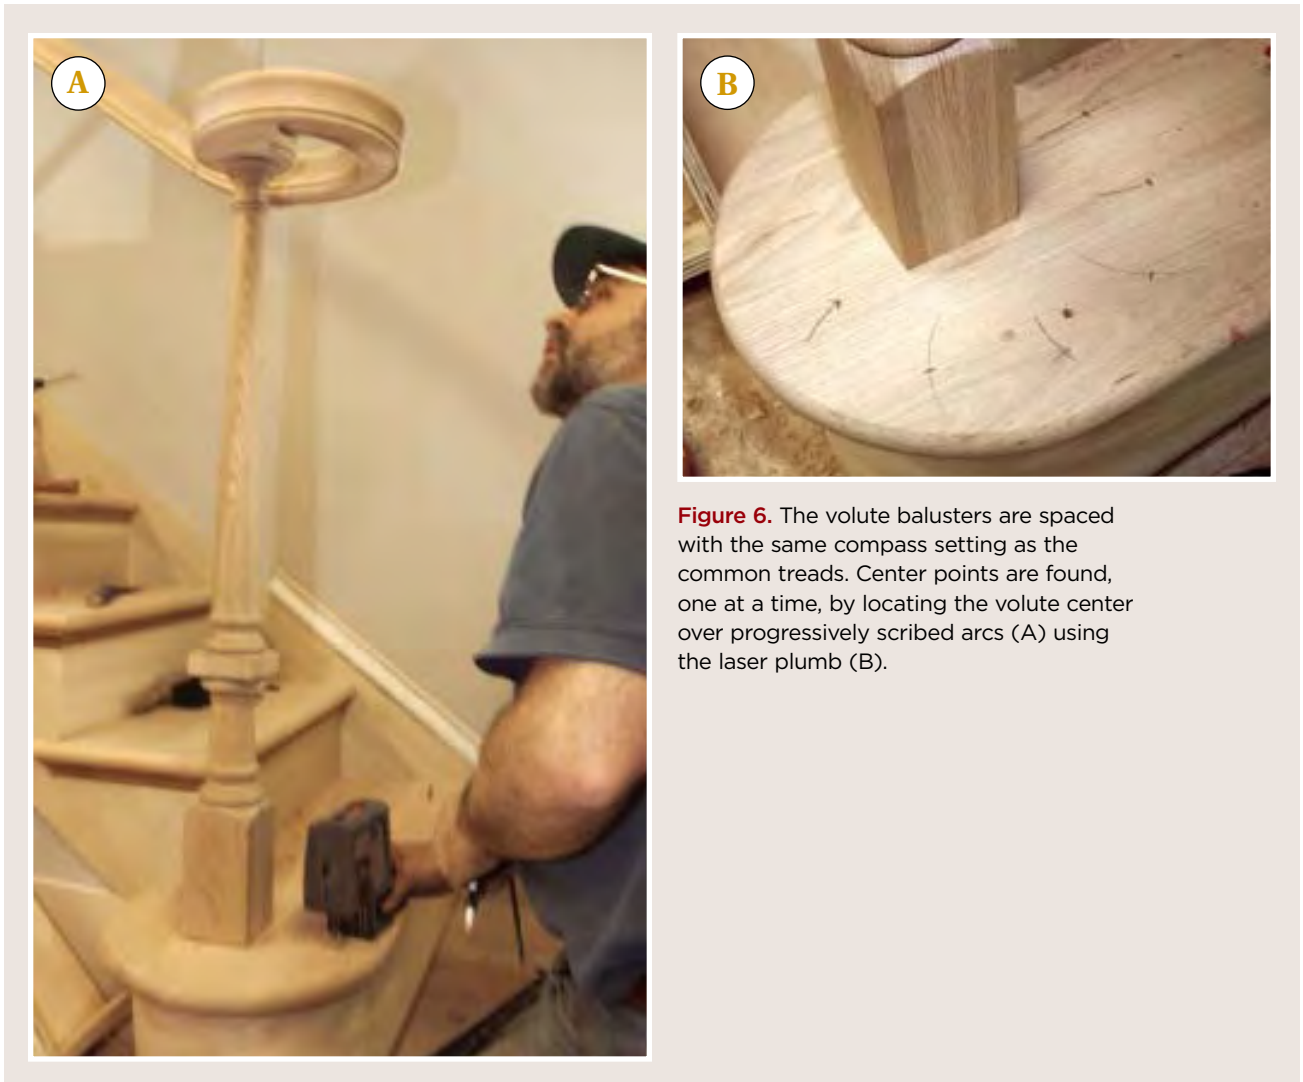 A
B
Figure 6. The volute balusters are spaced
with the same compass setting as the
common treads. Center points are found,
one at a time, by locating the volute center
over progressively scribed arcs (A) using
the laser plumb (B).